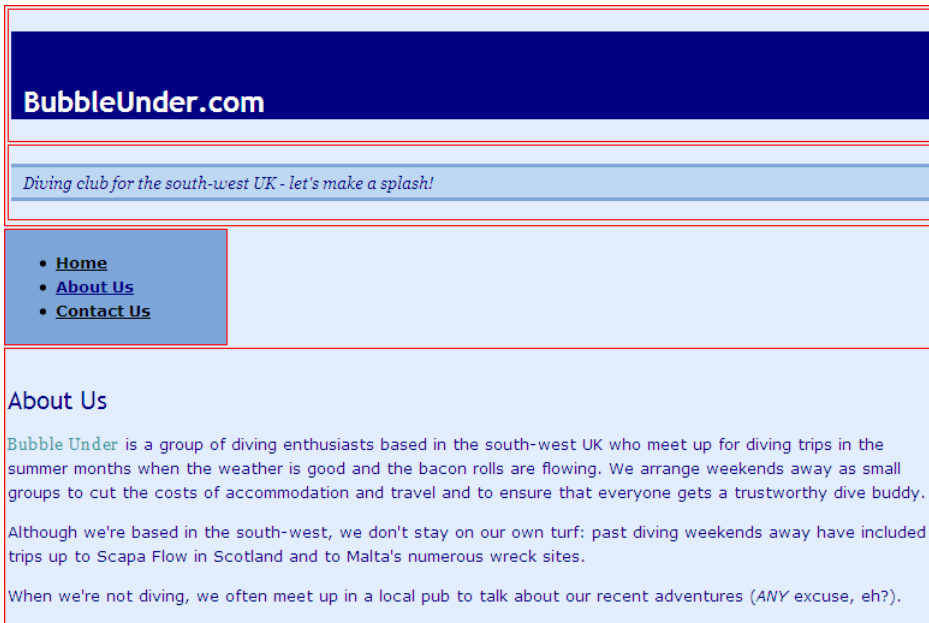 BubbleUnder.com
Diving club for the south-west UK - let's make a splash!
Home
About Us
Contact Us
About Us
Bubble Under is a group of diving enthusiasts based in the south-west UK who meet up for diving trips in the
summer months when the weather is good and the bacon rolls are flowing. We arrange weekends away as small
groups to cut the costs of accommodation and travel and to ensure that everyone gets a trustworthy dive buddy.
Although we're based in the south-west, we don't stay on our own turf: past diving weekends away have included
trips up to Scapa Flow in Scotland and to Malta's numerous wreck sites.
When we're not diving, we often meet up in a local pub to talk about our recent adventures (ANY excuse, eh?).